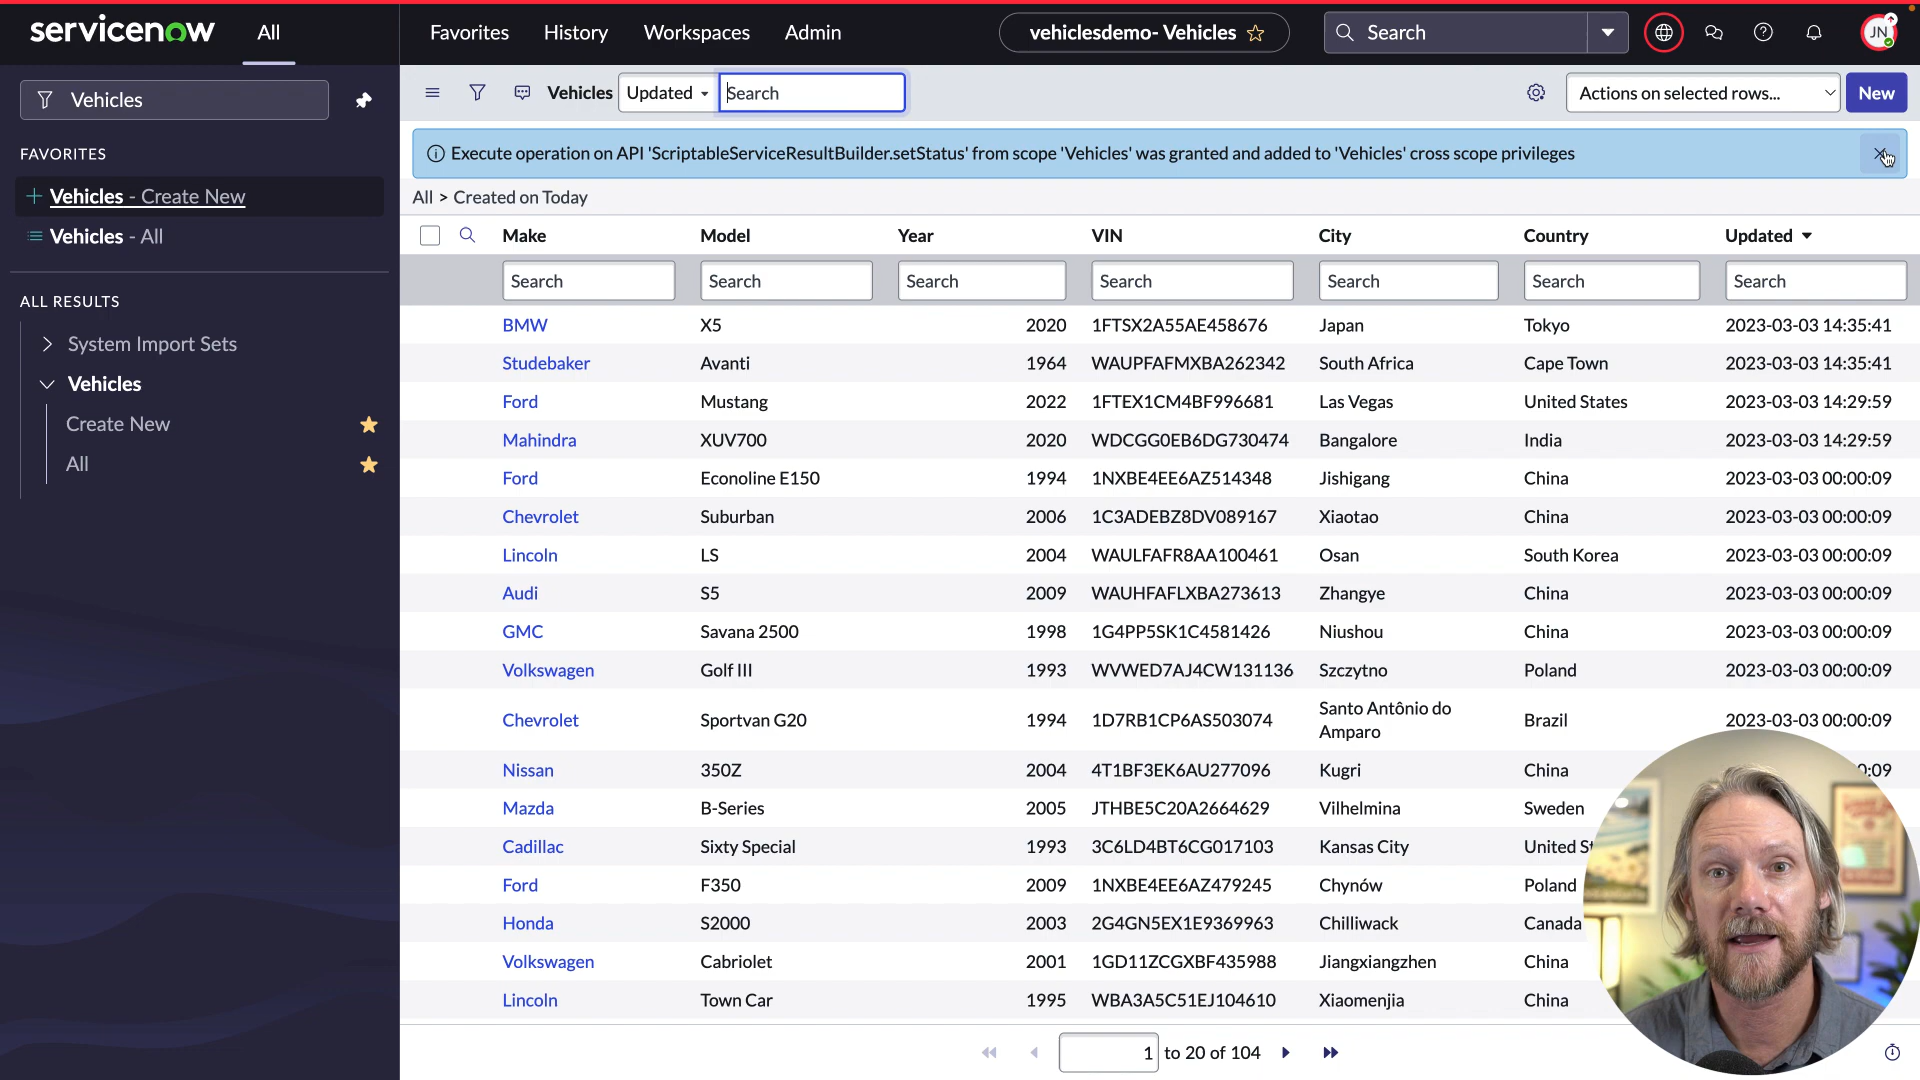 servicenow All Favorites History Workspaces Admin vehiclesdemo- Vehicles Search JN
Vehicles
Vehicles Updated Search Actions on selected rows... New
Execute operation on API 'ScriptableServiceResultBuilder.setStatus' from scope 'Vehicles' was granted and added to 'Vehicles' cross scope privileges
FAVORITES
Vehicles - Create New
Vehicles - All
ALL RESULTS
System Import Sets
Vehicles
Create New
All
All > Created on Today
Make Model Year VIN City Country Updated
Search Search Search Search Search Search Search
BMW X5 2020 1FTSX2A55AE458676 Japan Tokyo 2023-03-03 14:35:41
Studebaker Avanti 1964 WAUPFAFMXBA262342 South Africa Cape Town 2023-03-03 14:35:41
Ford Mustang 2022 1FTEX1CM4BF996681 Las Vegas United States 2023-03-03 14:29:59
Mahindra XUV700 2020 WDCGG0EB6DG730474 Bangalore India 2023-03-03 14:29:59
Ford Econoline E150 1994 1NXBE4EE6AZ514348 Jishigang China 2023-03-03 00:00:09
Chevrolet Suburban 2006 1C3ADEBZ8DV089167 Xiaotao China 2023-03-03 00:00:09
Lincoln LS 2004 WAULFAFR8AA100461 Osan South Korea 2023-03-03 00:00:09
Audi S5 2009 WAUHFAFLXBA273613 Zhangye China 2023-03-03 00:00:09
GMC Savana 2500 1998 1G4PP5SK1C4581426 Niushou China 2023-03-03 00:00:09
Volkswagen Golf III 1993 WVWED7AJ4CW131136 Szczytno Poland 2023-03-03 00:00:09
Chevrolet Sportvan G20 1994 1D7RB1CP6AS503074 Santo Antônio do Amparo Brazil 2023-03-03 00:00:09
Nissan 350Z 2004 4T1BF3EK6AU277096 Kugri China 0:09
Mazda B-Series 2005 JTHBE5C20A2664629 Vilhelmina Sweden
Cadillac Sixty Special 1993 3C6LD4BT6CG017103 Kansas City United St
Ford F350 2009 1NXBE4EE6AZ479245 Chynów Poland
Honda S2000 2003 2G4GN5EX1E9369963 Chilliwack Canada
Volkswagen Cabriolet 2001 1GD11ZCGXBF435988 Jiangxiangzhen China
Lincoln Town Car 1995 WBA3A5C51EJ104610 Xiaomenjia China
1 to 20 of 104